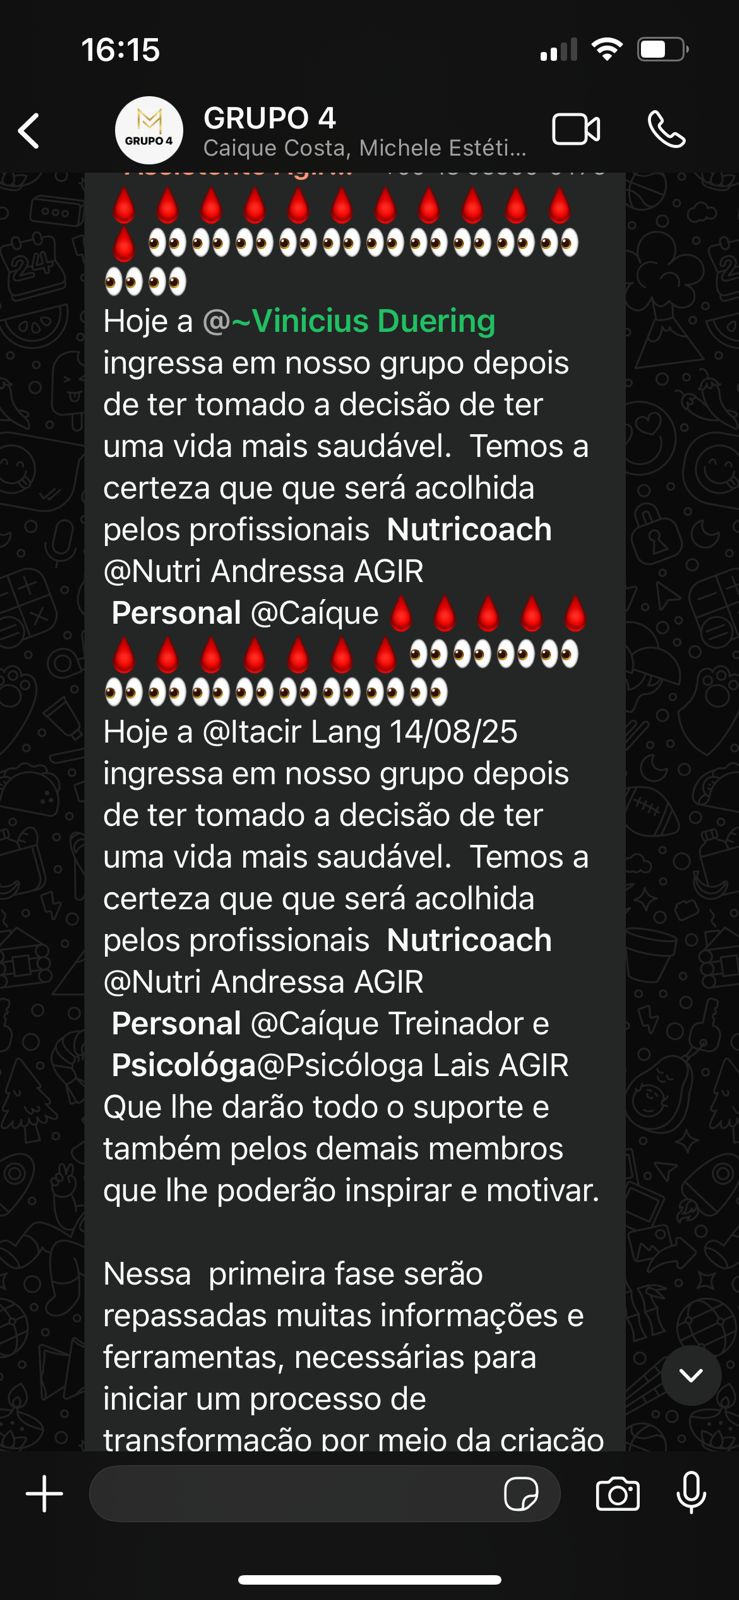 16:15
GRUPO 4
GRUPO 4
Caique Costa, Michele Estéti...
🩸 🩸 🩸 🩸 🩸 🩸 🩸 🩸 🩸 🩸 🩸
🩸 👀👀👀👀👀👀👀👀👀👀
👀👀
Hoje a @~Vinicius Duering
ingressa em nosso grupo depois
de ter tomado a decisão de ter
uma vida mais saudável.  Temos a
certeza que que será acolhida
pelos profissionais  Nutricoach
@Nutri Andressa AGIR
Personal @Caíque 🩸 🩸 🩸 🩸 🩸
🩸 🩸 🩸 🩸 🩸 🩸 🩸 👀👀👀👀
👀👀👀👀👀👀👀👀
Hoje a @Itacir Lang 14/08/25
ingressa em nosso grupo depois
de ter tomado a decisão de ter
uma vida mais saudável.  Temos a
certeza que que será acolhida
pelos profissionais  Nutricoach
@Nutri Andressa AGIR
Personal @Caíque Treinador e
Psicológa@Psicóloga Lais AGIR
Que lhe darão todo o suporte e
também pelos demais membros
que lhe poderão inspirar e motivar.
Nessa  primeira fase serão
repassadas muitas informações e
ferramentas, necessárias para
iniciar um processo de
transformação por meio da criação